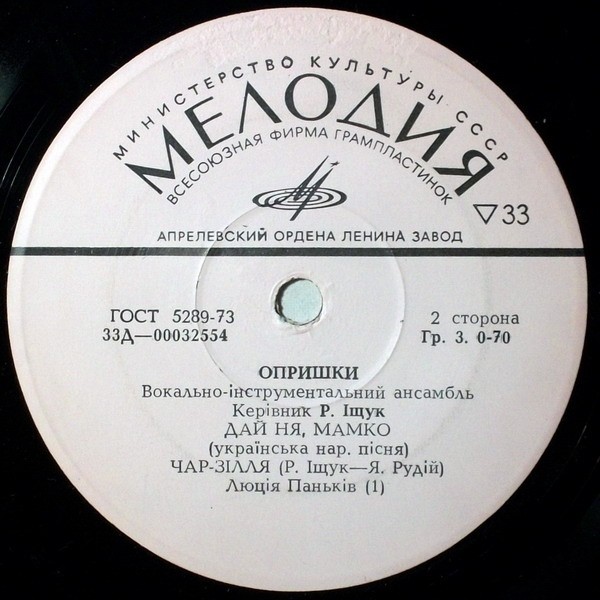 МИНИСТЕРСТВО КУЛЬТУРЫ СССР
МЕЛОДИЯ
ВСЕСОЮЗНАЯ ФИРМА ГРАМПЛАСТИНОК
▽33
АПРЕЛЕВСКИЙ ОРДЕНА ЛЕНИНА ЗАВОД
ГОСТ 5289-73
33Д—00032554
2 сторона
Гр. 3. 0-70
ОПРИШКИ
Вокально-інструментальний ансамбль
Керівник Р. Іщук
ДАЙ НЯ, МАМКО
(українська нар. пісня)
ЧАР-ЗІЛЛЯ (Р. Іщук—Я. Рудій)
Люція Паньків (1)